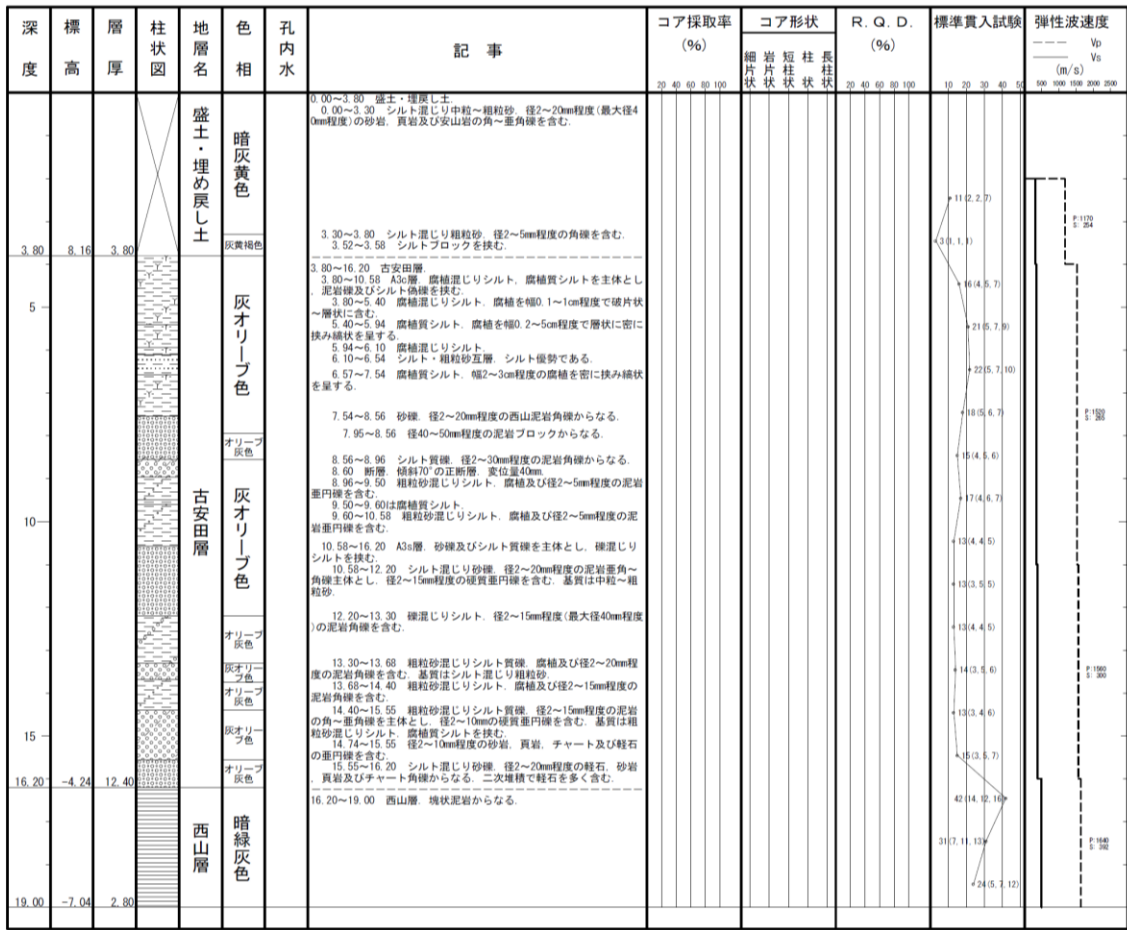 深度
標高
層厚
柱状図
地層名
色相
孔内水
記 事
コア採取率
(%)
20 40 60 80 100
コア形状
細片状
岩片状
短柱状
柱状
長柱状
R. Q. D.
(%)
20 40 60 80 100
標準貫入試験
10 20 30 40 50
弾性波速度
Vp
Vs
(m/s)
500 1000 1500 2000 2500
3.80 8.16 3.80
5
10
15
16.20 -4.24 12.40
19.00 -7.04 2.80
盛土・埋め戻し土
古安田層
西山層
暗灰黄色
灰黄褐色
灰オリーブ色
オリーブ灰色
灰オリーブ色
オリーブ灰色
灰オリーブ色
オリーブ灰色
灰オリーブ色
オリーブ灰色
暗緑灰色
0.00～3.80 盛土・埋戻し土.
0.00～3.30 シルト混じり中粒～粗粒砂. 径2～20mm程度(最大径4
0mm程度)の砂岩, 頁岩及び安山岩の角～亜角礫を含む.
3.30～3.80 シルト混じり粗粒砂. 径2～5mm程度の角礫を含む.
3.52～3.58 シルトブロックを挟む.
3.80～16.20 古安田層.
3.80～10.58 A3c層. 腐植混じりシルト, 腐植質シルトを主体とし
, 泥岩礫及びシルト偽礫を挟む.
3.80～5.40 腐植混じりシルト. 腐植を幅0.1～1cm程度で破片状
～層状に含む.
5.40～5.94 腐植質シルト. 腐植を幅0.2～5cm程度で層状に密に
挟み縞状を呈する.
5.94～6.10 腐植混じりシルト.
6.10～6.54 シルト・粗粒砂互層. シルト優勢である.
6.57～7.54 腐植質シルト. 幅2～3cm程度の腐植を密に挟み縞状
を呈する.
7.54～8.56 砂礫. 径2～20mm程度の西山泥岩角礫からなる.
7.95～8.56 径40～50mm程度の泥岩ブロックからなる.
8.56～8.96 シルト質礫. 径2～30mm程度の泥岩角礫からなる.
8.60 断層. 傾斜70°の正断層. 変位量40mm.
8.96～9.50 粗粒砂混じりシルト. 腐植及び径2～5mm程度の泥岩
亜円礫を含む.
9.50～9.60は腐植質シルト.
9.60～10.58 粗粒砂混じりシルト. 腐植及び径2～5mm程度の泥
岩亜円礫を含む.
10.58～16.20 A3s層. 砂礫及びシルト質礫を主体とし, 礫混じり
シルトを挟む.
10.58～12.20 シルト混じり砂礫. 径2～20mm程度の泥岩亜角～
角礫主体とし, 径2～15mm程度の硬質亜円礫を含む. 基質は中粒～粗
粒砂.
12.20～13.30 礫混じりシルト. 径2～15mm程度(最大径40mm程度
)の泥岩角礫を含む.
13.30～13.68 粗粒砂混じりシルト質礫. 腐植及び径2～20mm程
度の泥岩角礫を含む. 基質はシルト混じり粗粒砂.
13.68～14.40 粗粒砂混じりシルト. 腐植及び径2～15mm程度の
泥岩角礫を含む.
14.40～15.55 粗粒砂混じりシルト質礫. 径2～15mm程度の泥岩
の角～亜角礫を主体とし, 径2～10mmの硬質亜円礫を含む. 基質は粗
粒砂混じりシルト, 腐植質シルトを挟む.
14.74～15.55 径2～10mm程度の砂岩, 頁岩, チャート及び軽石
の亜円礫を含む.
15.55～16.20 シルト混じり砂礫. 径2～20mm程度の軽石, 砂岩
, 頁岩及びチャート角礫からなる. 二次堆積で軽石を多く含む.
16.20～19.00 西山層. 塊状泥岩からなる.
11(2, 2, 7)
3(1, 1, 1)
16(4, 5, 7)
21(5, 7, 9)
22(5, 7, 10)
18(5, 6, 7)
15(4, 5, 6)
17(4, 6, 7)
13(4, 4, 5)
13(3, 5, 5)
13(4, 4, 5)
14(3, 5, 6)
13(3, 4, 6)
15(3, 5, 7)
42(14, 12, 16)
31(7, 11, 13)
24(5, 7, 12)
P:1170
S: 254
P:1520
P:1560
S: 300
P:1640